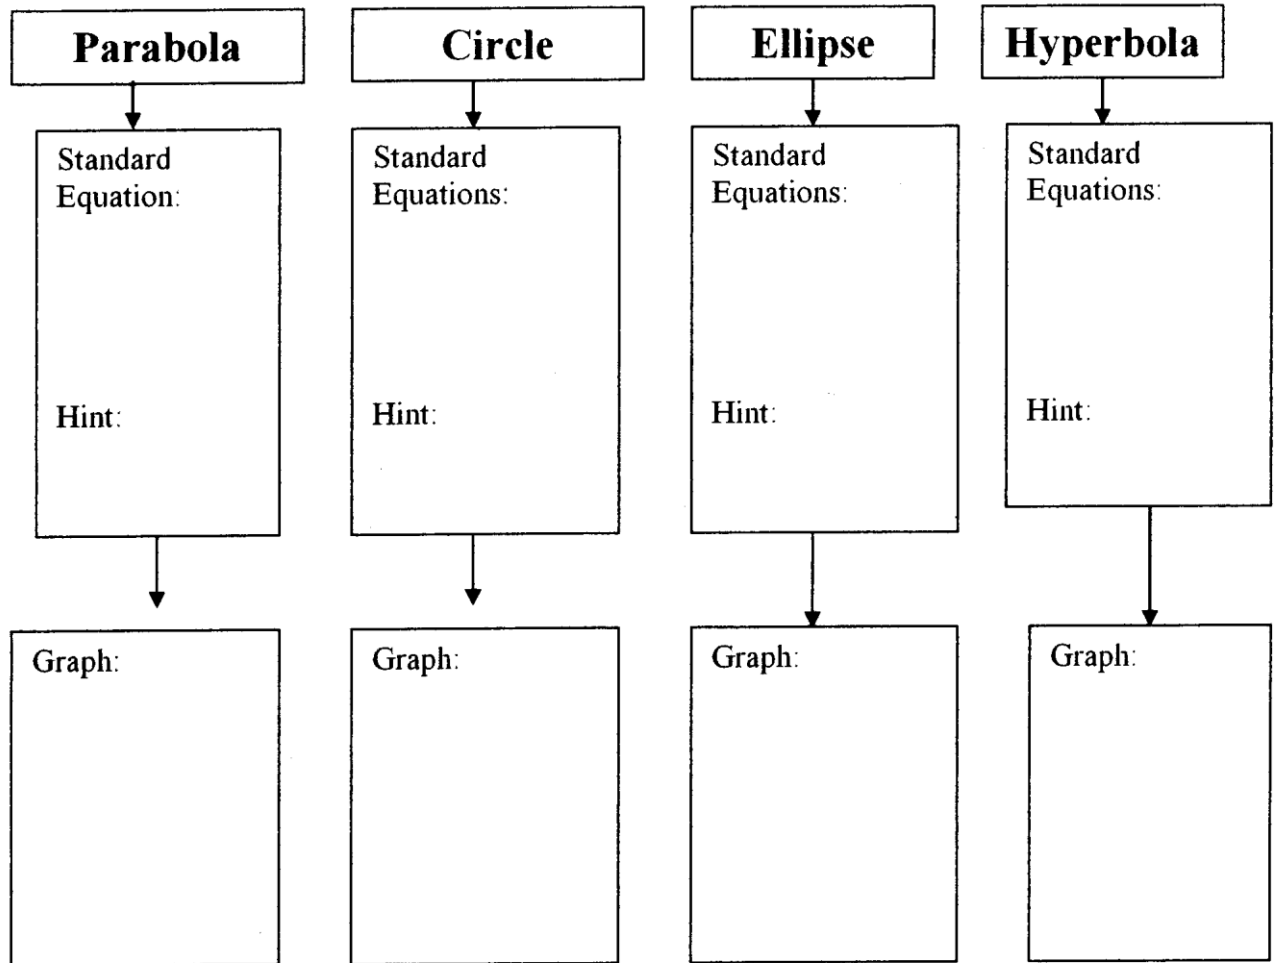 Parabola
Circle
Ellipse
Hyperbola
Standard
Equation:
Hint:
Standard
Equations:
Hint:
Standard
Equations:
Hint:
Standard
Equations:
Hint:
Graph:
Graph:
Graph:
Graph: